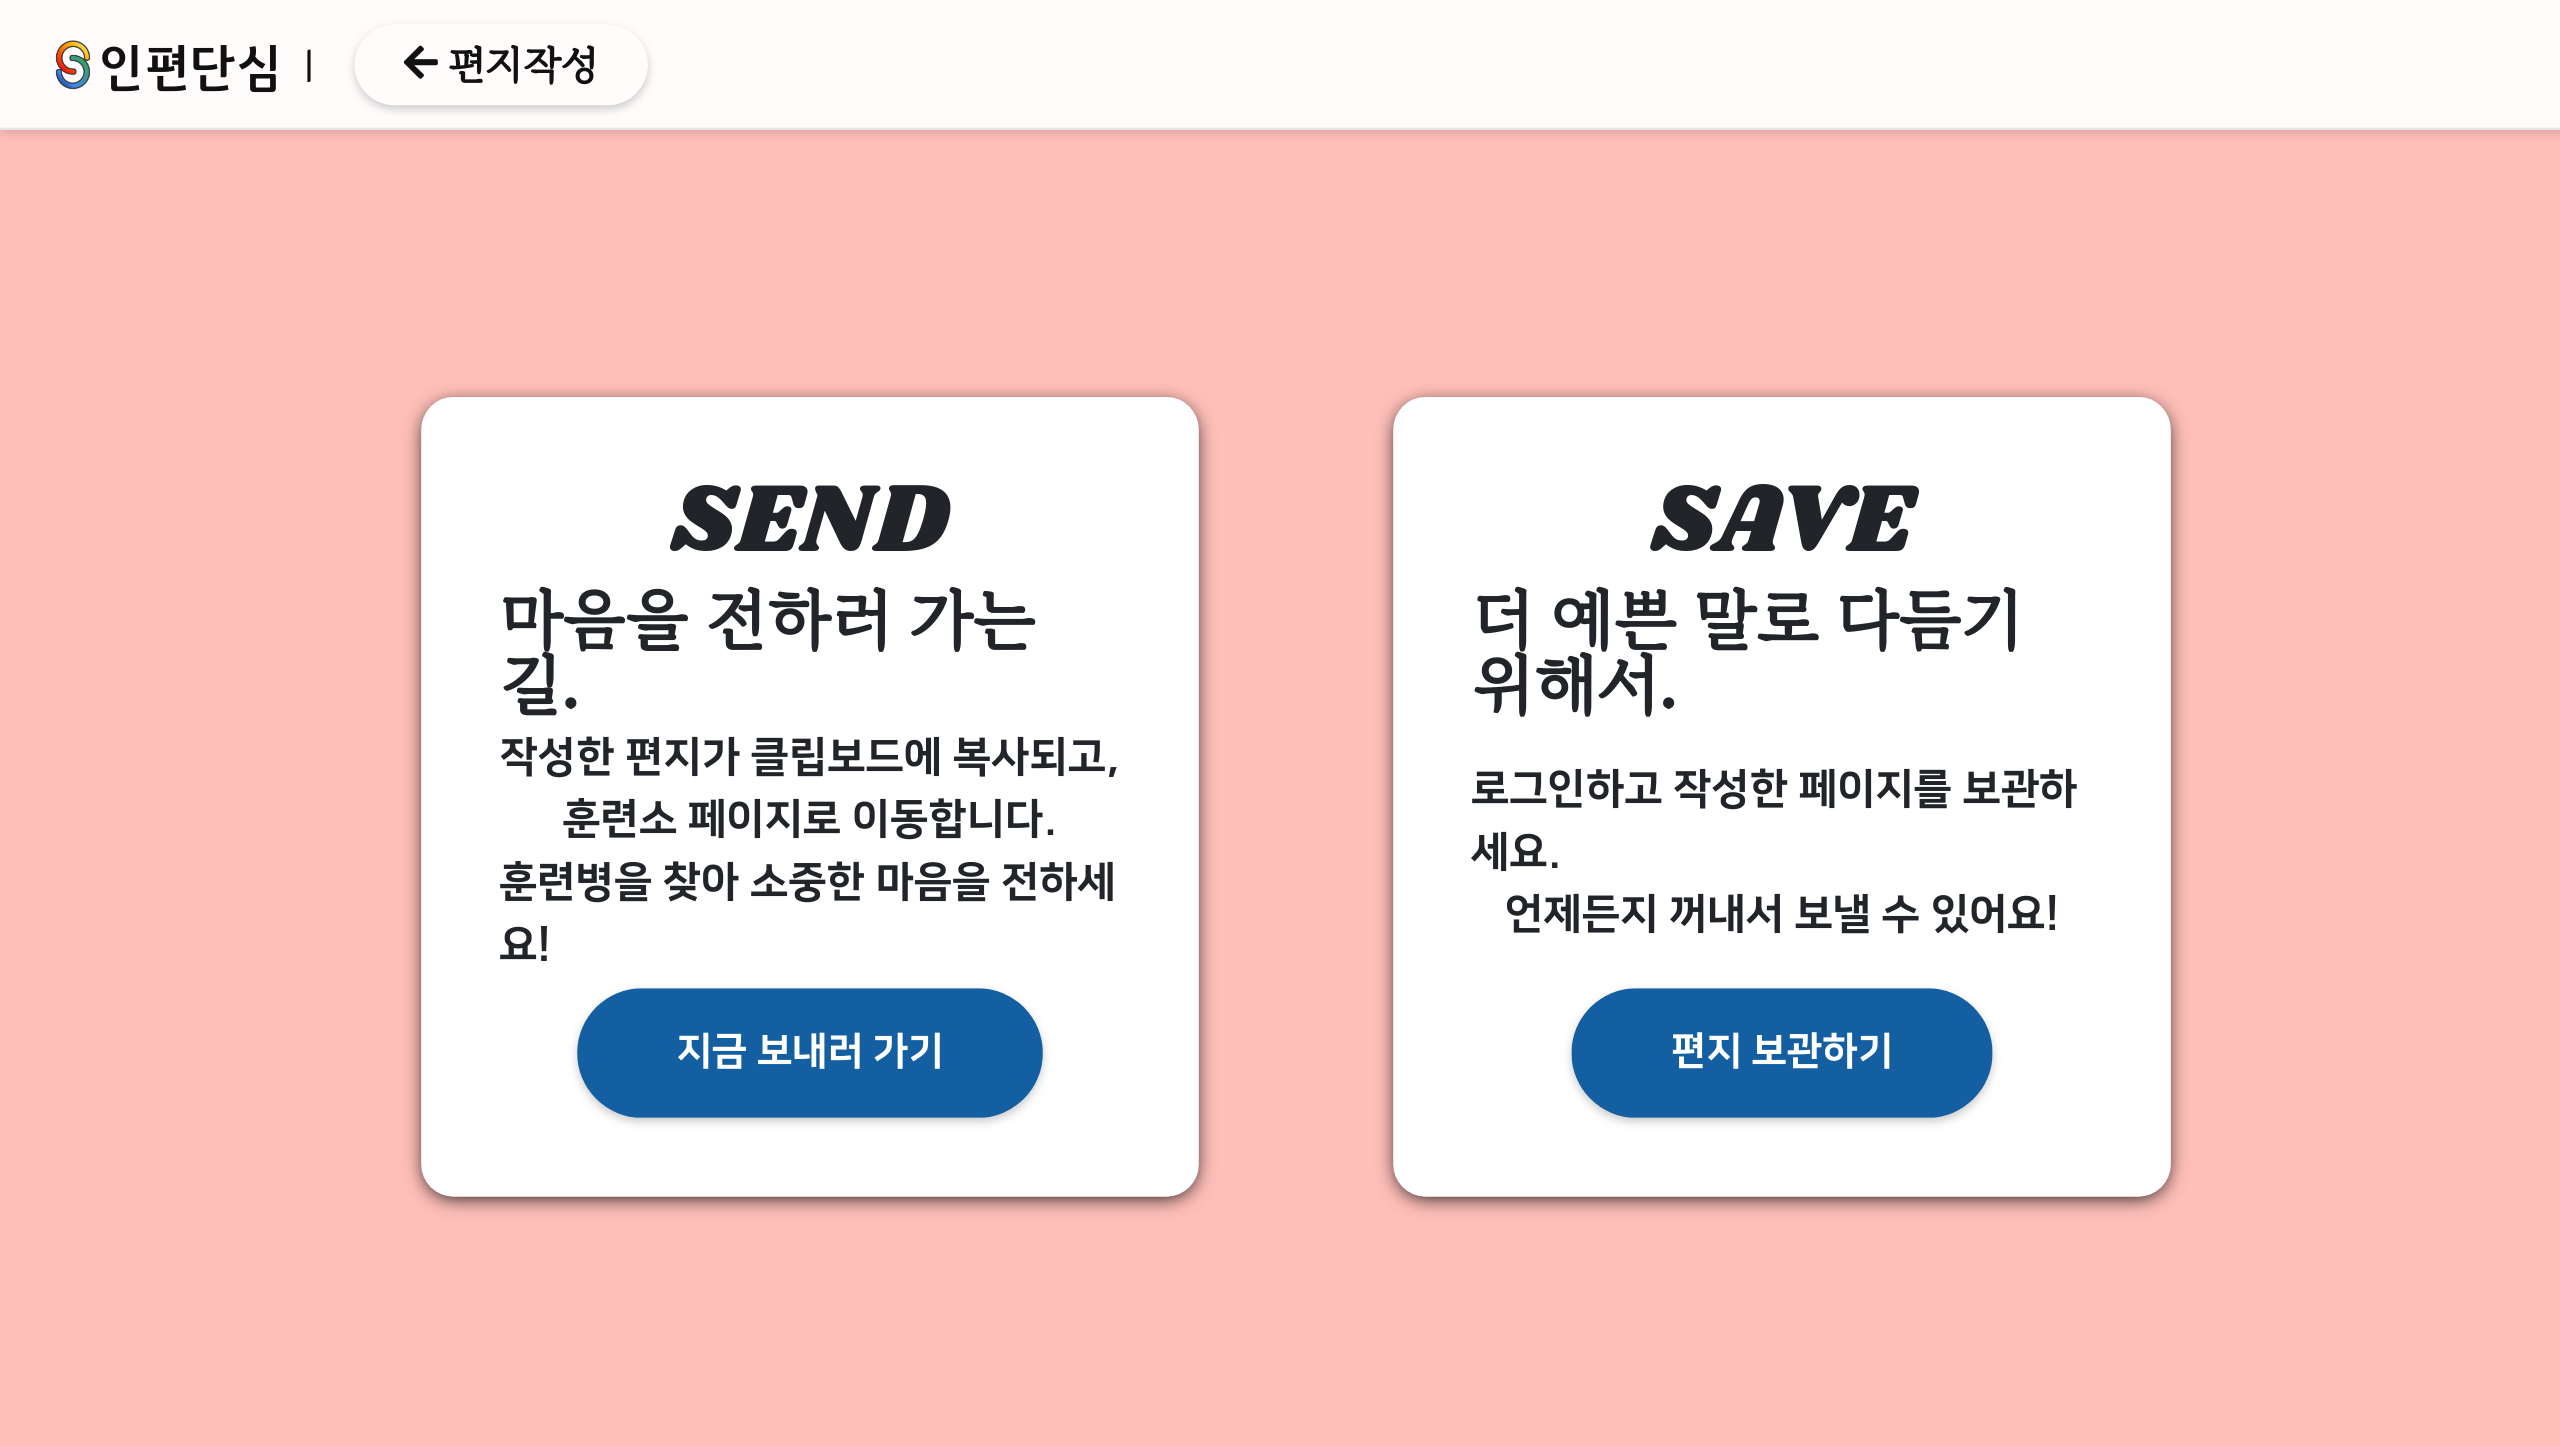 인편단심 | 편지작성
SEND
마음을 전하러 가는
길.
작성한 편지가 클립보드에 복사되고,
훈련소 페이지로 이동합니다.
훈련병을 찾아 소중한 마음을 전하세
요!
지금 보내러 가기
SAVE
더 예쁜 말로 다듬기
위해서.
로그인하고 작성한 페이지를 보관하
세요.
언제든지 꺼내서 보낼 수 있어요!
편지 보관하기